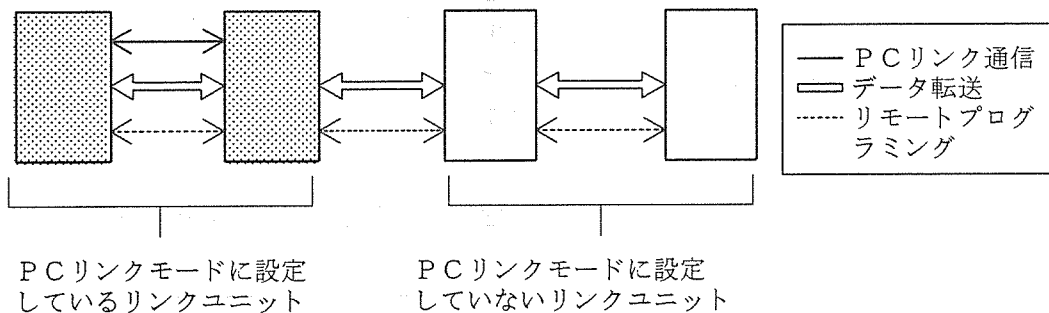 PCリンク通信
データ転送
リモートプログ
ラミング
PCリンクモードに設定
しているリンクユニット
PCリンクモードに設定
していないリンクユニット